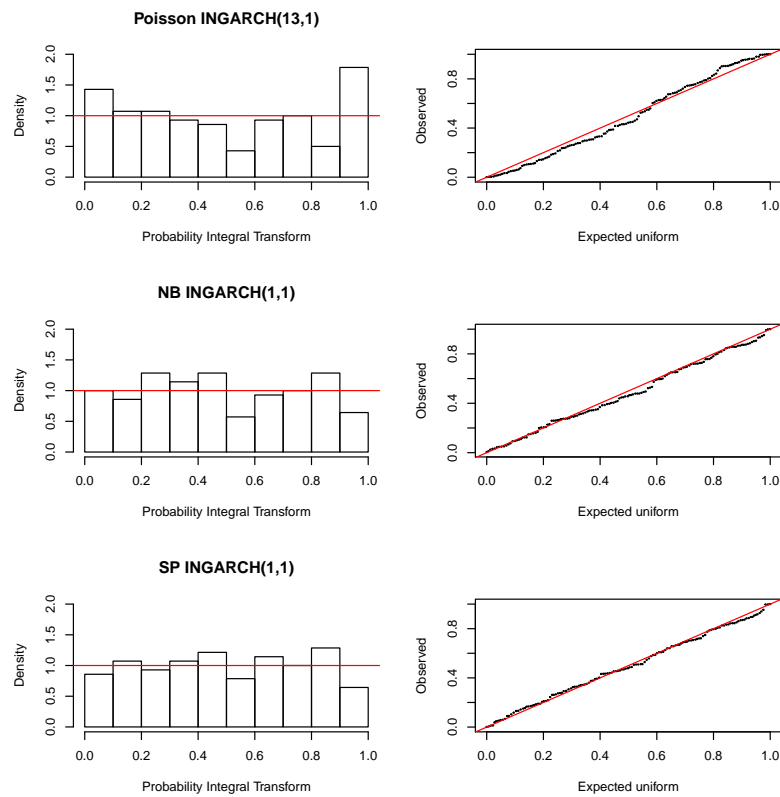 Poisson INGARCH(13,1)
Density
0.0 0.5 1.0 1.5 2.0
0.0 0.2 0.4 0.6 0.8 1.0
Probability Integral Transform
Observed
0.0 0.4 0.8
0.0 0.2 0.4 0.6 0.8 1.0
Expected uniform
NB INGARCH(1,1)
Density
0.0 0.5 1.0 1.5 2.0
0.0 0.2 0.4 0.6 0.8 1.0
Probability Integral Transform
Observed
0.0 0.4 0.8
0.0 0.2 0.4 0.6 0.8 1.0
Expected uniform
SP INGARCH(1,1)
Density
0.0 0.5 1.0 1.5 2.0
0.0 0.2 0.4 0.6 0.8 1.0
Probability Integral Transform
Observed
0.0 0.4 0.8
0.0 0.2 0.4 0.6 0.8 1.0
Expected uniform